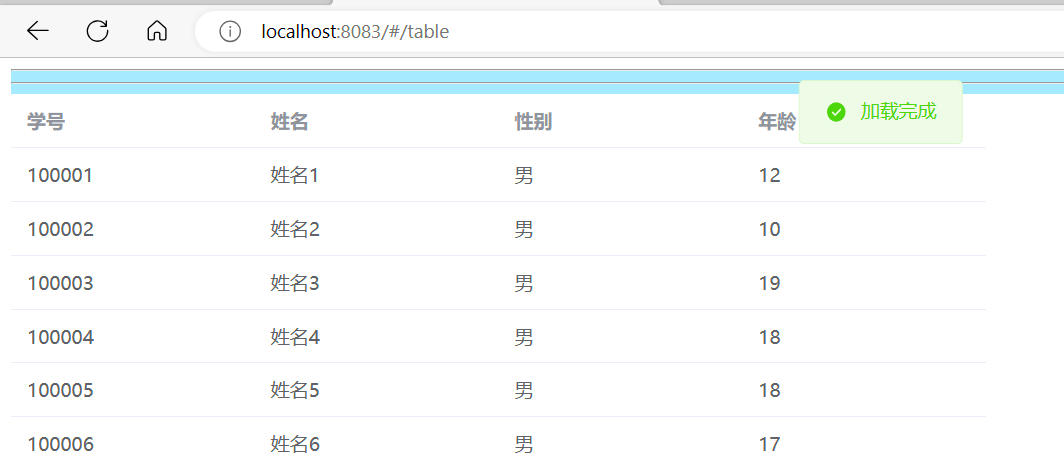 localhost:8083/#/table
加载完成
学号 姓名 性别 年龄
100001 姓名1 男 12
100002 姓名2 男 10
100003 姓名3 男 19
100004 姓名4 男 18
100005 姓名5 男 18
100006 姓名6 男 17